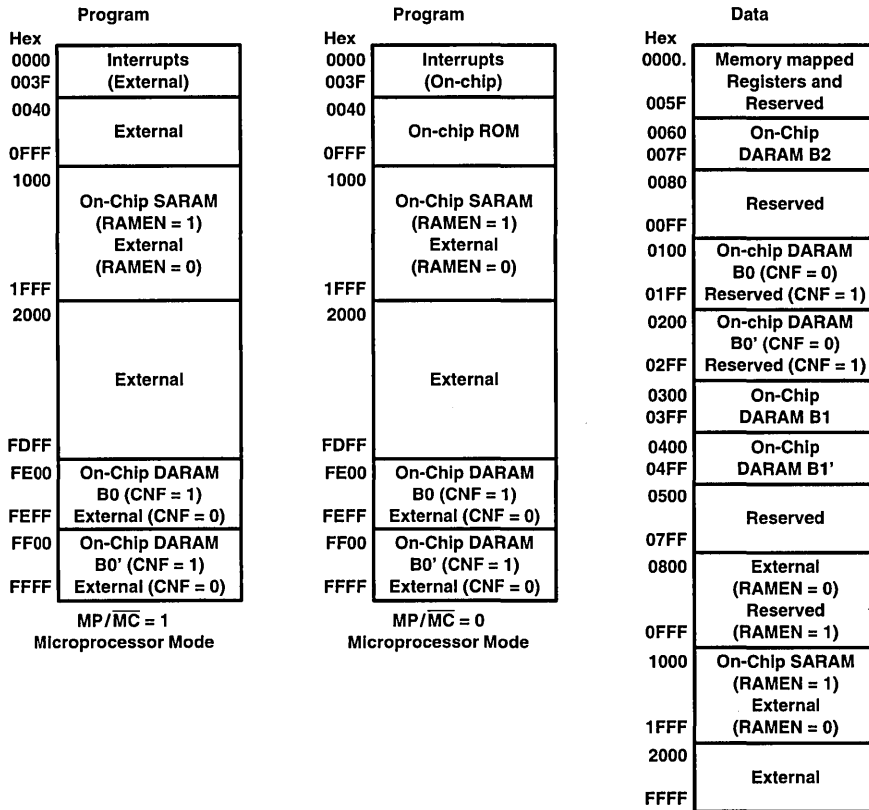 Program
Hex
0000
003F
Interrupts
(External)
0040
0FFF
External
1000
1FFF
On-Chip SARAM
(RAMEN = 1)
External
(RAMEN = 0)
2000
FDFF
External
FE00
FEFF
On-Chip DARAM
B0 (CNF = 1)
External (CNF = 0)
FF00
FFFF
On-Chip DARAM
B0' (CNF = 1)
External (CNF = 0)
MP/M̅C̅ = 1
Microprocessor Mode
Program
Hex
0000
003F
Interrupts
(On-chip)
0040
0FFF
On-chip ROM
1000
1FFF
On-Chip SARAM
(RAMEN = 1)
External
(RAMEN = 0)
2000
FDFF
External
FE00
FEFF
On-Chip DARAM
B0 (CNF = 1)
External (CNF = 0)
FF00
FFFF
On-Chip DARAM
B0' (CNF = 1)
External (CNF = 0)
MP/M̅C̅ = 0
Microprocessor Mode
Data
Hex
0000.
005F
Memory mapped
Registers and
Reserved
0060
007F
On-Chip
DARAM B2
0080
00FF
Reserved
0100
01FF
On-chip DARAM
B0 (CNF = 0)
Reserved (CNF = 1)
0200
02FF
On-chip DARAM
B0' (CNF = 0)
Reserved (CNF = 1)
0300
03FF
On-Chip
DARAM B1
0400
04FF
On-Chip
DARAM B1'
0500
07FF
Reserved
0800
0FFF
External
(RAMEN = 0)
Reserved
(RAMEN = 1)
1000
1FFF
On-Chip SARAM
(RAMEN = 1)
External
(RAMEN = 0)
2000
FFFF
External